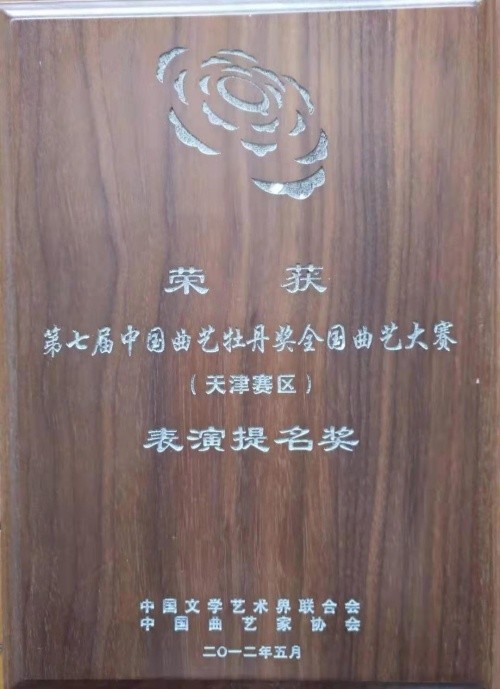 荣 获
第七届中国曲艺牡丹奖全国曲艺大赛
（天津赛区）
表演提名奖
中国文学艺术界联合会
中国曲艺家协会
二〇一二年五月